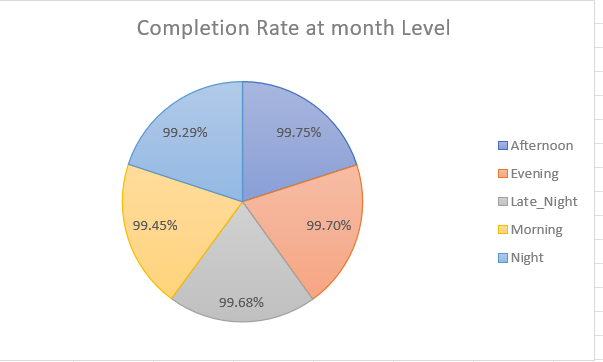 Completion Rate at month Level
99.29%
99.75%
99.45%
99.70%
99.68%
Afternoon
Evening
Late_Night
Morning
Night